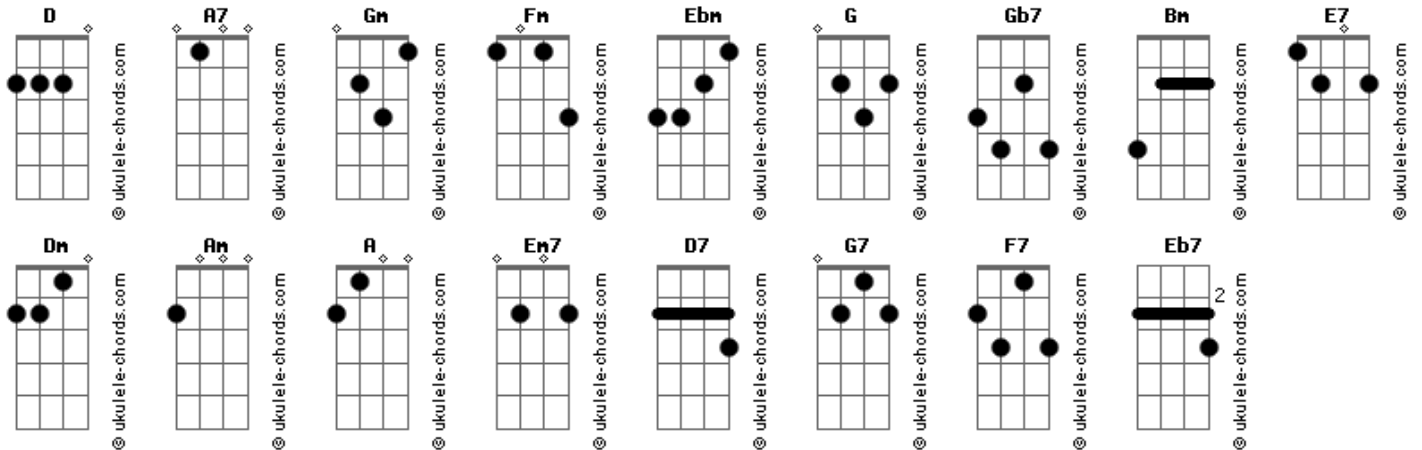 D A7 Gm Fm Ebm G Gb7 Bm E7
© ukulele-chords.com © ukulele-chords.com © ukulele-chords.com © ukulele-chords.com © ukulele-chords.com © ukulele-chords.com © ukulele-chords.com © ukulele-chords.com © ukulele-chords.com
Dm Am A Em7 D7 G7 F7 Eb7
2
© ukulele-chords.com © ukulele-chords.com © ukulele-chords.com © ukulele-chords.com © ukulele-chords.com © ukulele-chords.com © ukulele-chords.com © ukulele-chords.com